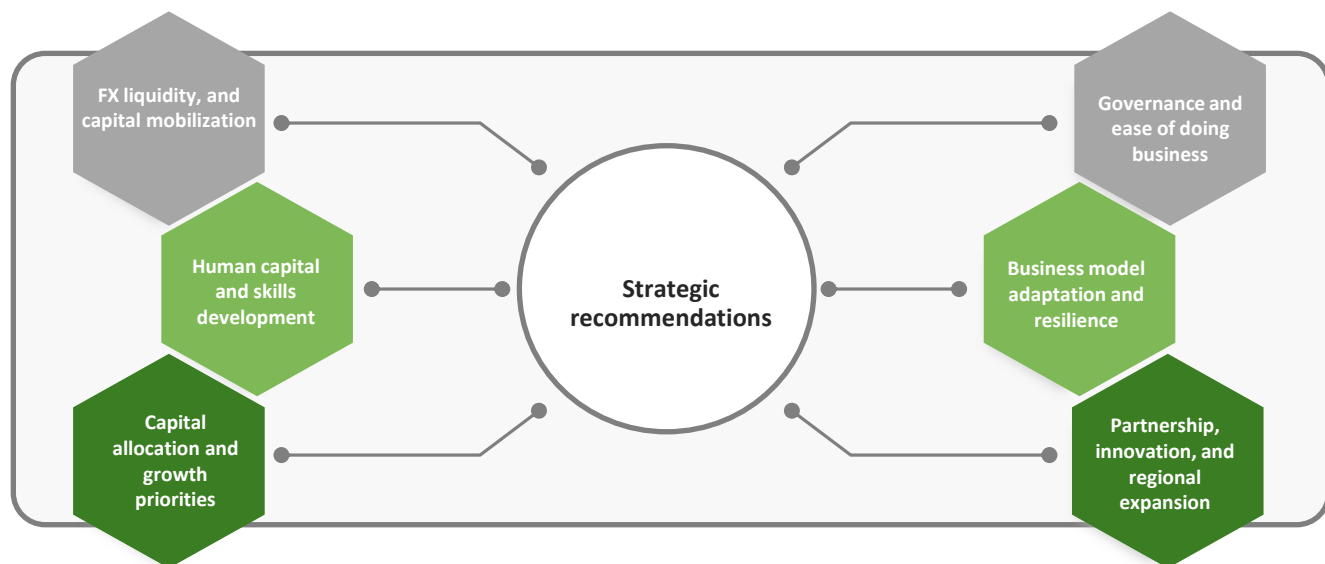 FX liquidity, and
capital mobilization
Human capital
and skills
development
Capital
allocation and
growth
priorities
Strategic
recommendations
Governance and
ease of doing
business
Business model
adaptation and
resilience
Partnership,
innovation, and
regional
expansion